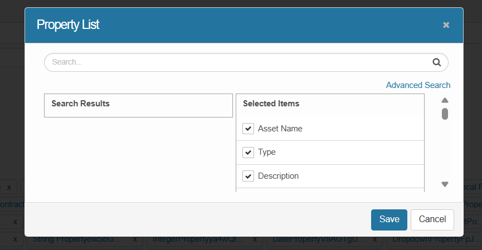 Property List
×
Search...
Advanced Search
Search Results
Selected Items
Asset Name
Type
Description
Save
Cancel